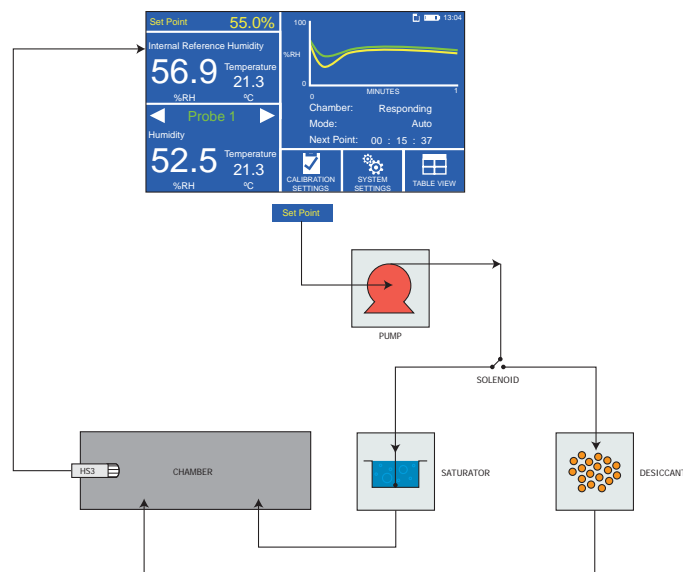 Set Point 55.0%
13:04
Internal Reference Humidity
56.9
%RH
Temperature
21.3
ºC
Probe 1
Humidity
52.5
%RH
Temperature
21.3
ºC
100
%RH
0
0
MINUTES
1
Chamber: Responding
Mode: Auto
Next Point: 00 : 15 : 37
CALIBRATION
SETTINGS
SYSTEM
SETTINGS
TABLE VIEW
Set Point
PUMP
SOLENOID
HS3
CHAMBER
SATURATOR
DESICCANT